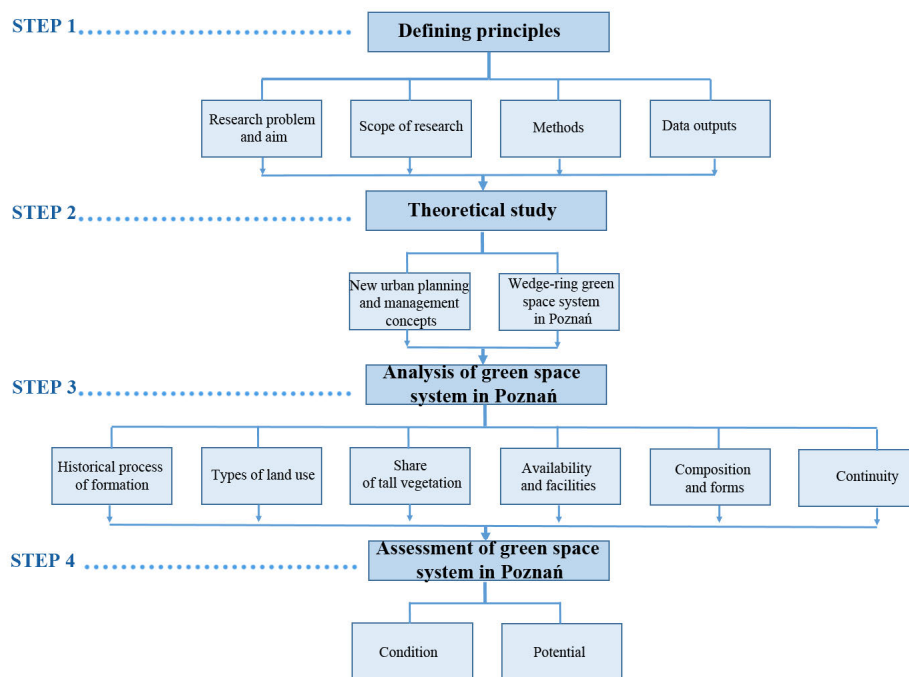 STEP 1
Defining principles
Research problem
and aim
Scope of research
Methods
Data outputs
STEP 2
Theoretical study
New urban planning
and management
concepts
Wedge-ring green
space system
in Poznań
STEP 3
Analysis of green space
system in Poznań
Historical process
of formation
Types of land use
Share
of tall vegetation
Availability
and facilities
Composition
and forms
Continuity
STEP 4
Assessment of green space
system in Poznań
Condition
Potential